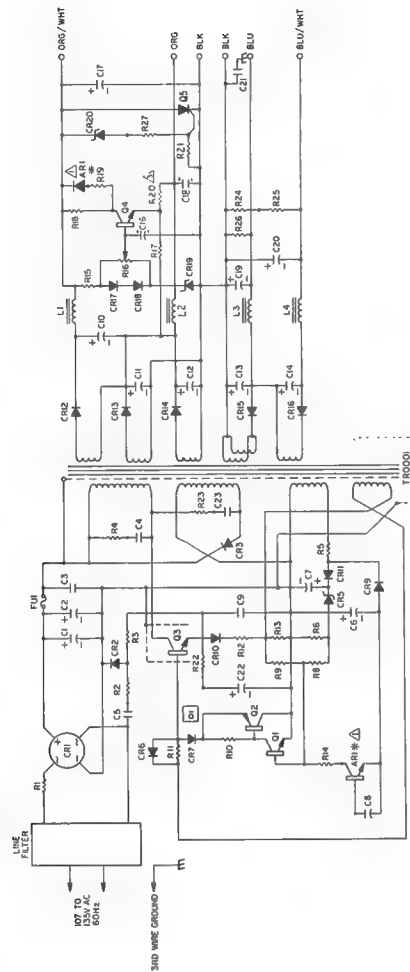 LINE
FILTER
107 TO
135V AC
60Hz
3RD WIRE GROUND
R1
CR1
+
−
C5
R2
CR2
R3
C1
C2
C3
FU1
R4
C4
Q3
CR6
R11
CR7
Q1
R10
Q2
Q1
R22
C22
CR10
R12
C9
R23
C23
CR3
R9
R13
R8
R6
CR5
C7
CR11
R5
C6
CR9
R14
AR1*
C8
TR0001
CR12
CR13
CR14
CR15
CR16
C10
C11
C12
C13
C14
L1
L2
L3
L4
R15
R16
CR17
CR18
CR19
R17
C16
Q4
R18
AR1*
R19
R20
C18
R21
R27
CR20
Q5
C17
C19
R26
R24
R25
C20
C21
ORG/WHT
ORG
BLK
BLK
BLU
BLU/WHT